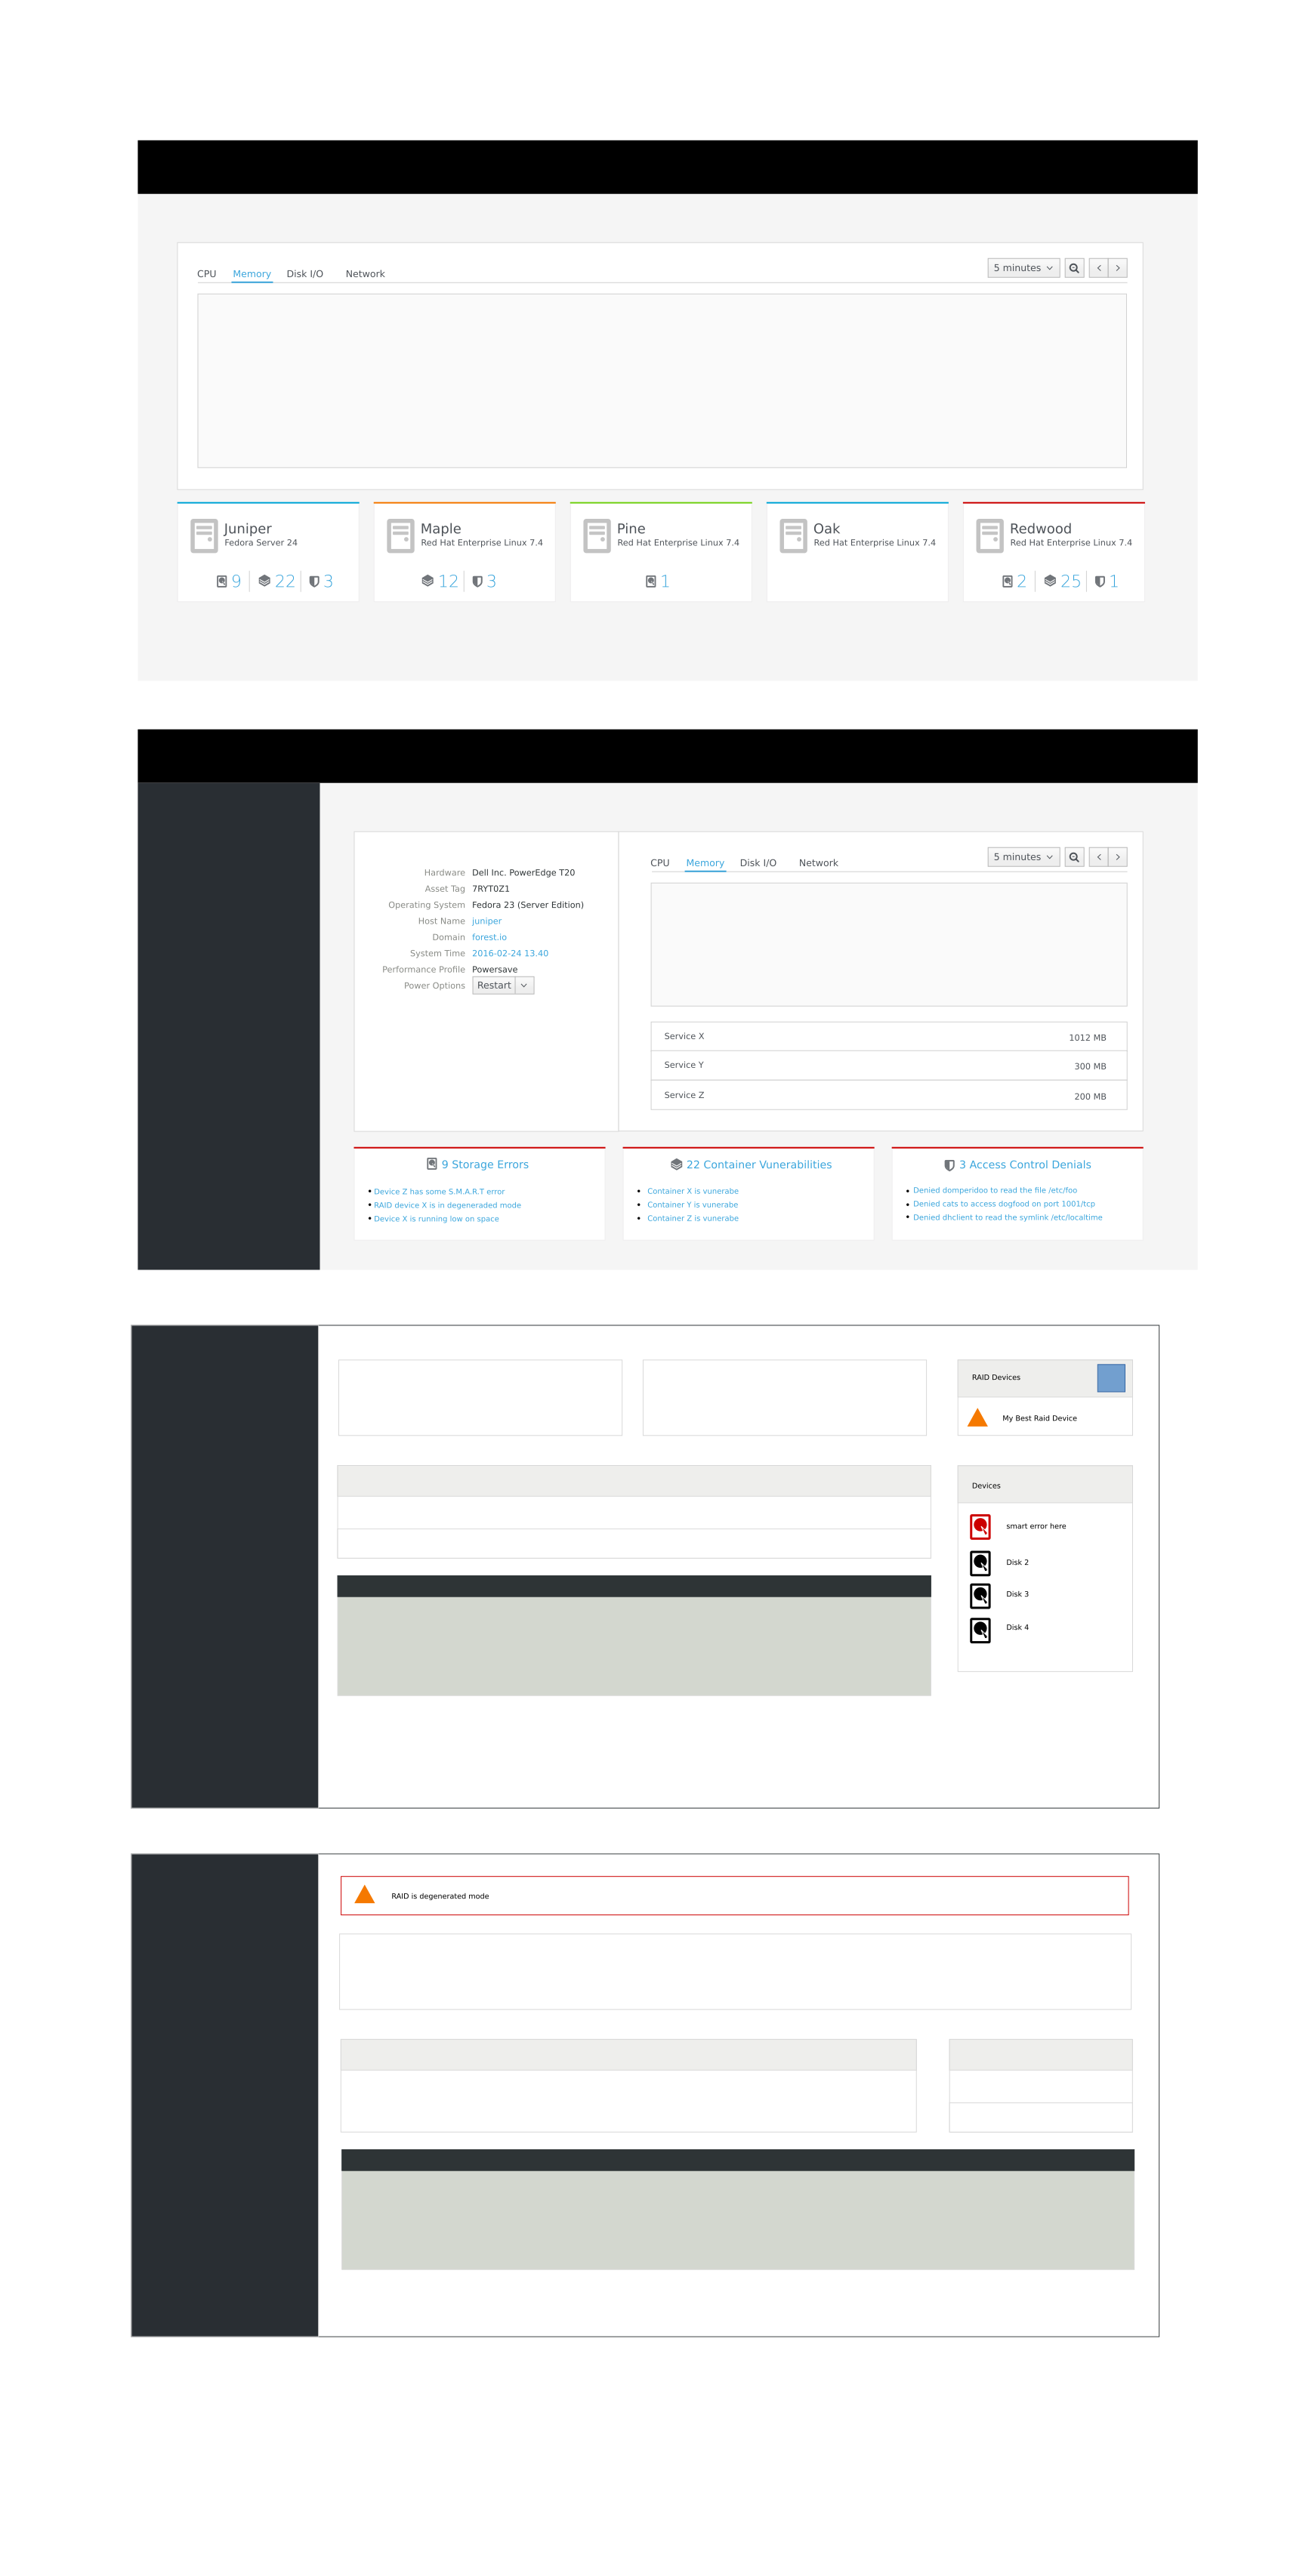 CPU Memory Disk I/O Network 5 minutes
Juniper
Fedora Server 24
9 22 3
Maple
Red Hat Enterprise Linux 7.4
12 3
Pine
Red Hat Enterprise Linux 7.4
1
Oak
Red Hat Enterprise Linux 7.4
Redwood
Red Hat Enterprise Linux 7.4
2 25 1
Hardware Dell Inc. PowerEdge T20
Asset Tag 7RYT0Z1
Operating System Fedora 23 (Server Edition)
Host Name juniper
Domain forest.io
System Time 2016-02-24 13.40
Performance Profile Powersave
Power Options Restart
CPU Memory Disk I/O Network 5 minutes
Service X 1012 MB
Service Y 300 MB
Service Z 200 MB
9 Storage Errors
• Device Z has some S.M.A.R.T error
• RAID device X is in degeneraded mode
• Device X is running low on space
22 Container Vunerabilities
• Container X is vunerabe
• Container Y is vunerabe
• Container Z is vunerabe
3 Access Control Denials
• Denied domperidoo to read the file /etc/foo
• Denied cats to access dogfood on port 1001/tcp
• Denied dhclient to read the symlink /etc/localtime
RAID Devices
My Best Raid Device
Devices
smart error here
Disk 2
Disk 3
Disk 4
RAID is degenerated mode